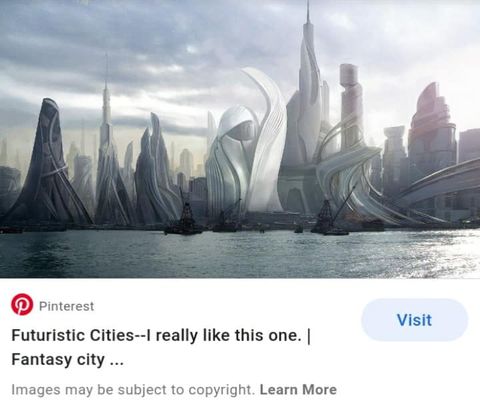 Pinterest
Visit
Futuristic Cities--I really like this one. |
Fantasy city ...
Images may be subject to copyright. Learn More